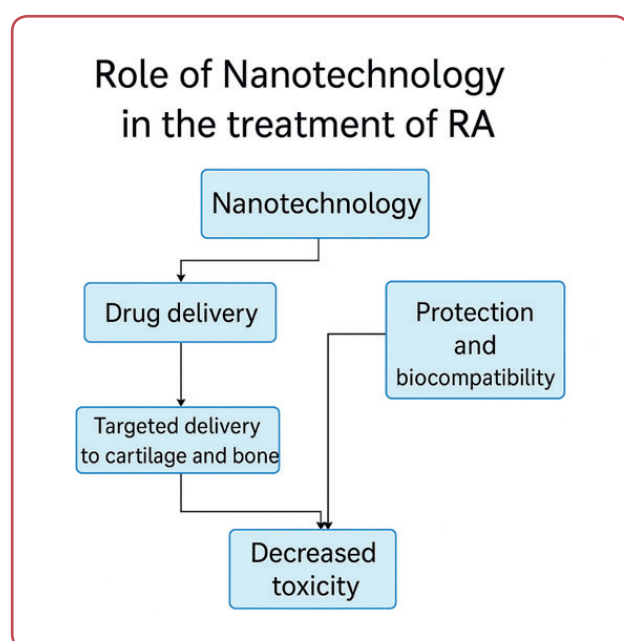 Role of Nanotechnology
in the treatment of RA
Nanotechnology
Drug delivery
Protection
and
biocompatibility
Targeted delivery
to cartilage and bone
Decreased
toxicity